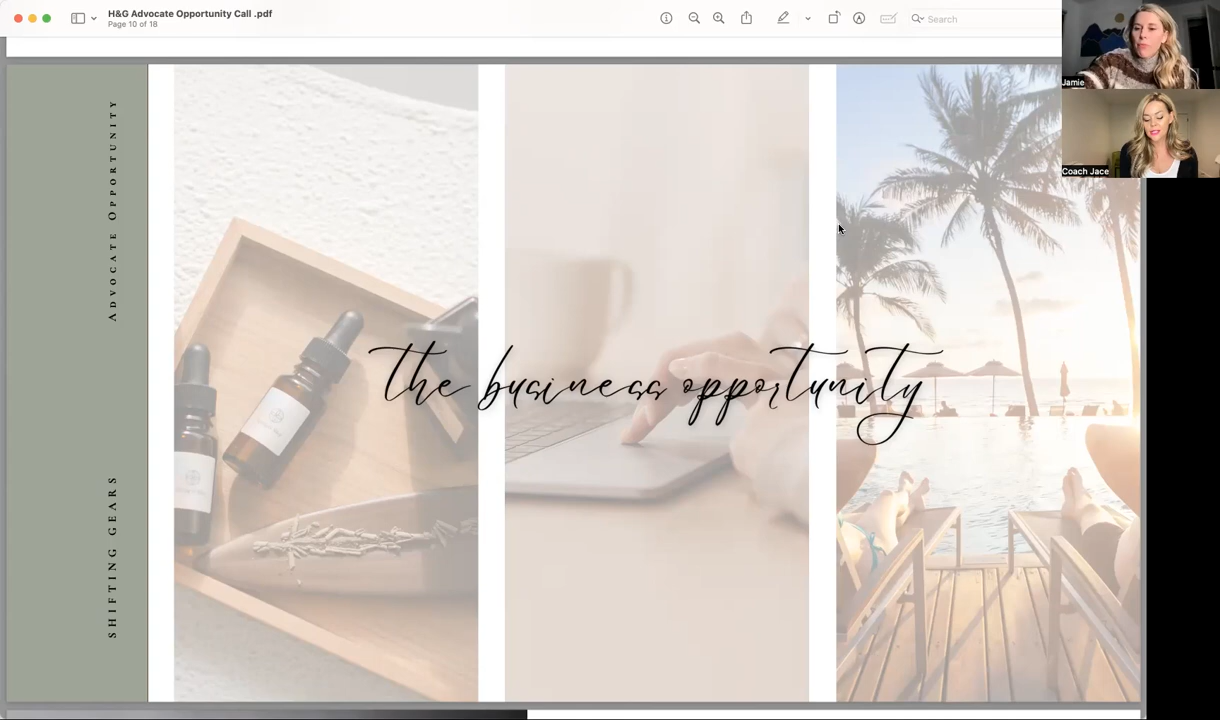 H&G Advocate Opportunity Call .pdf
Page 10 of 18
Search
Jamie
Coach Jace
ADVOCATE OPPORTUNITY
SHIFTING GEARS
the business opportunity